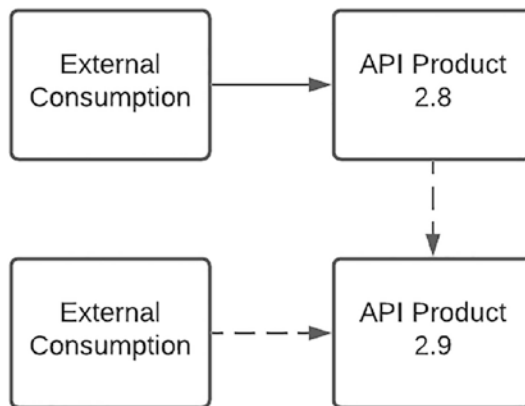 External
Consumption
API Product
2.8
External
Consumption
API Product
2.9